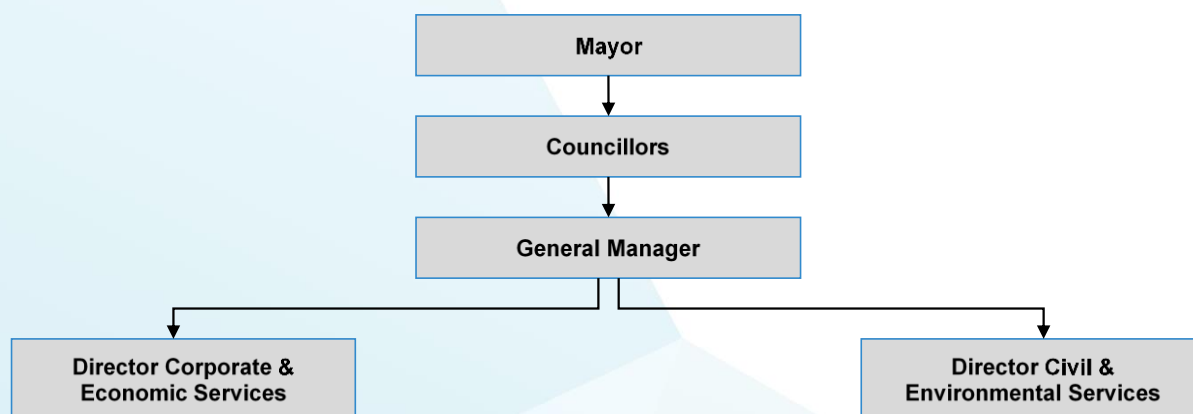 Mayor
Councillors
General Manager
Director Corporate &
Economic Services
Director Civil &
Environmental Services